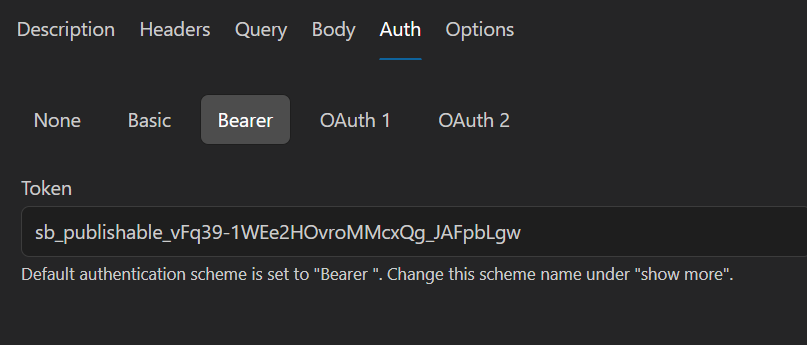 Description Headers Query Body Auth Options
None Basic Bearer OAuth 1 OAuth 2
Token
sb_publishable_vFq39-1WEe2HOvroMMcxQg_JAFpbLgw
Default authentication scheme is set to "Bearer ". Change this scheme name under "show more".